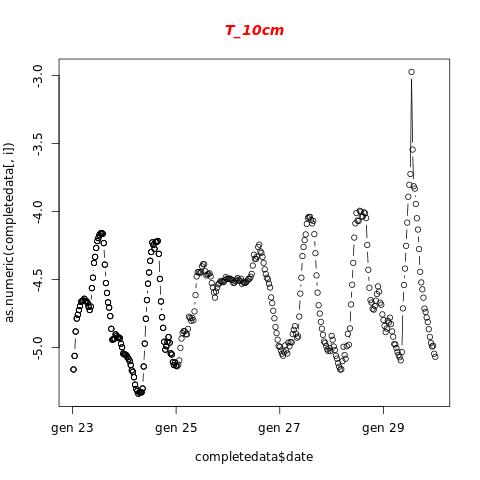 T_10cm
as.numeric(completedata[, i])
-3.0
-3.5
-4.0
-4.5
-5.0
gen 23
gen 25
gen 27
gen 29
completedata$date